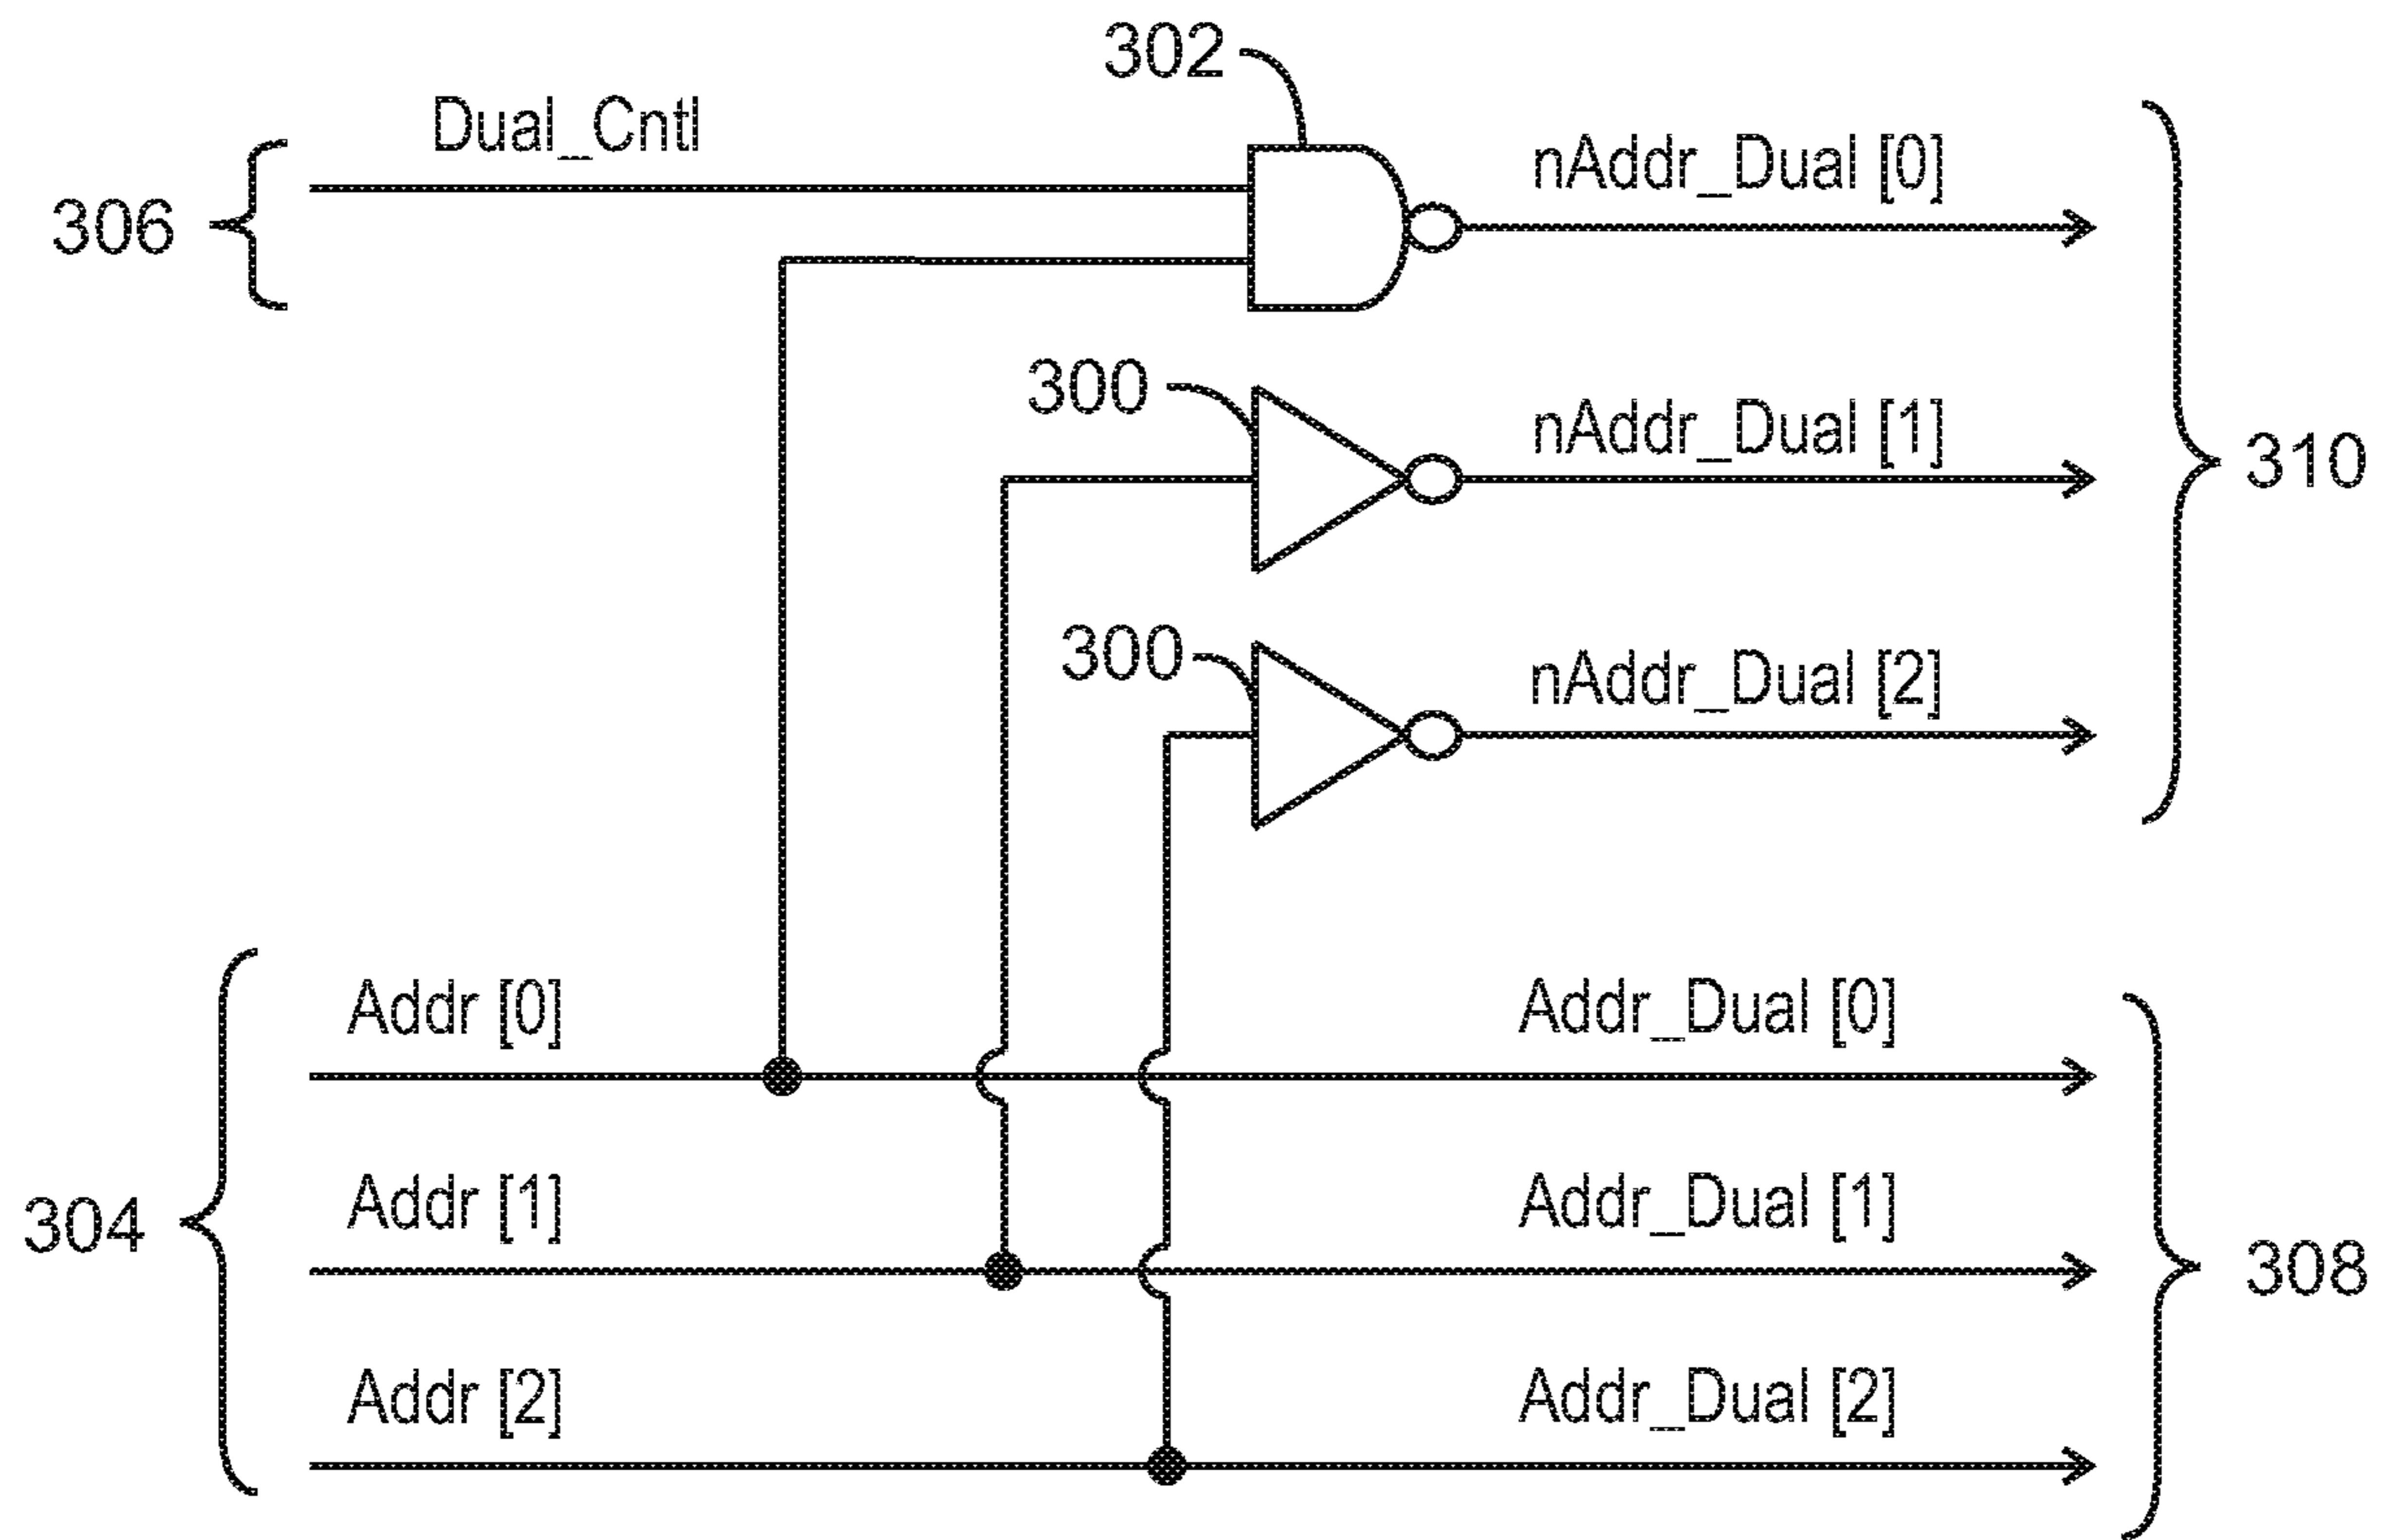 302
Dual_Cntl
nAddr_Dual [0]
306
300
nAddr_Dual [1]
310
300
nAddr_Dual [2]
Addr [0]
Addr_Dual [0]
304
Addr [1]
Addr_Dual [1]
308
Addr [2]
Addr_Dual [2]